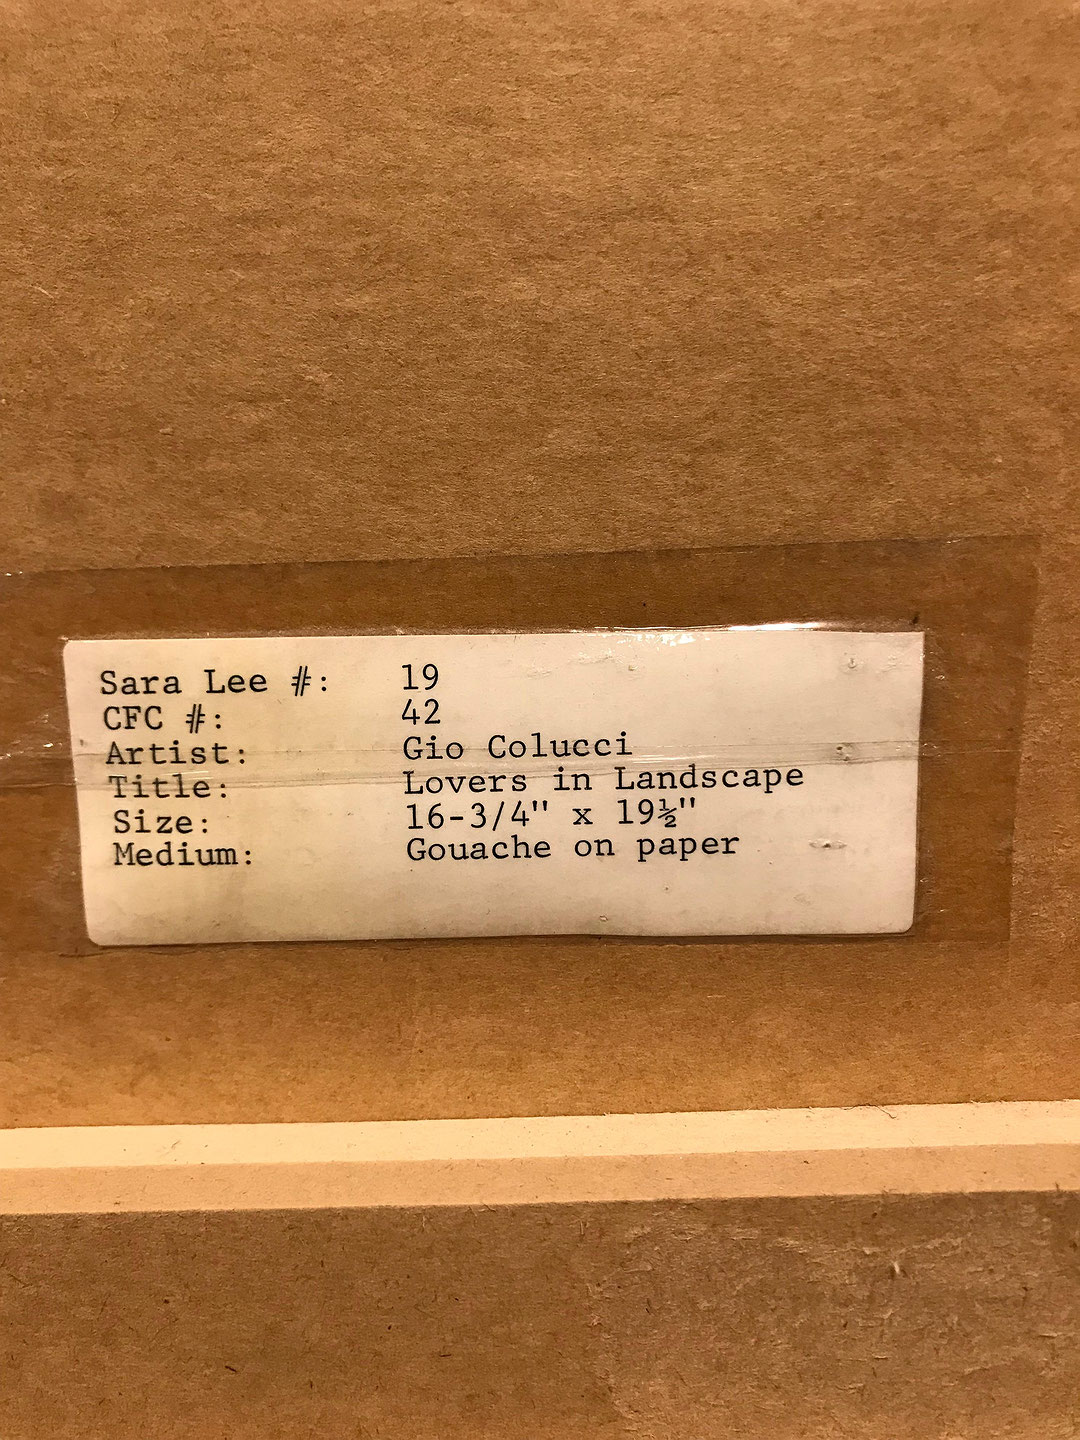 Sara Lee #: 19
CFC #: 42
Artist: Gio Colucci
Title: Lovers in Landscape
Size: 16-3/4" x 19½"
Medium: Gouache on paper